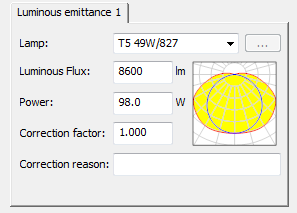 Luminous emittance 1
Lamp: T5 49W/827 ...
Luminous Flux: 8600 lm
Power: 98.0 W
Correction factor: 1.000
Correction reason: